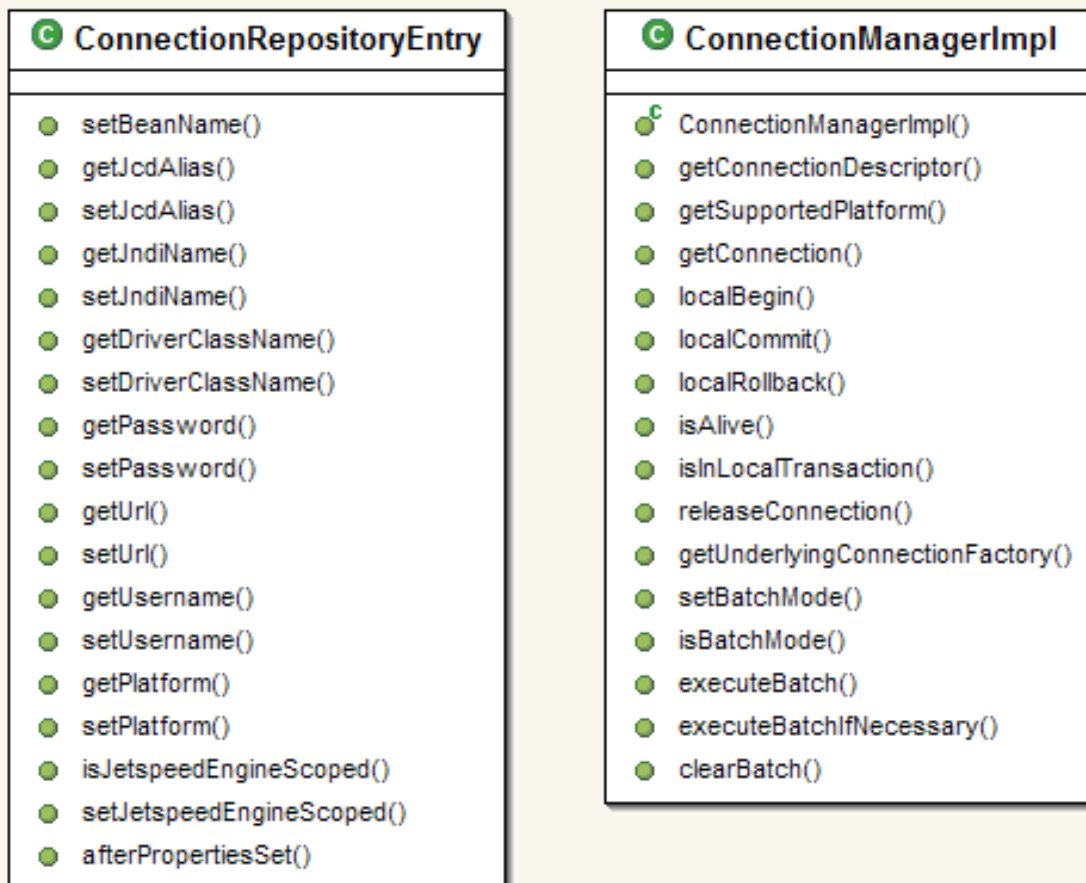 C ConnectionRepositoryEntry
setBeanName()
getJcdAlias()
setJcdAlias()
getJndiName()
setJndiName()
getDriverClassName()
setDriverClassName()
getPassword()
setPassword()
getUrl()
setUrl()
getUsername()
setUsername()
getPlatform()
setPlatform()
isJetspeedEngineScoped()
setJetspeedEngineScoped()
afterPropertiesSet()
C ConnectionManagerImpl
C ConnectionManagerImpl()
getConnectionDescriptor()
getSupportedPlatform()
getConnection()
localBegin()
localCommit()
localRollback()
isAlive()
isInLocalTransaction()
releaseConnection()
getUnderlyingConnectionFactory()
setBatchMode()
isBatchMode()
executeBatch()
executeBatchIfNecessary()
clearBatch()